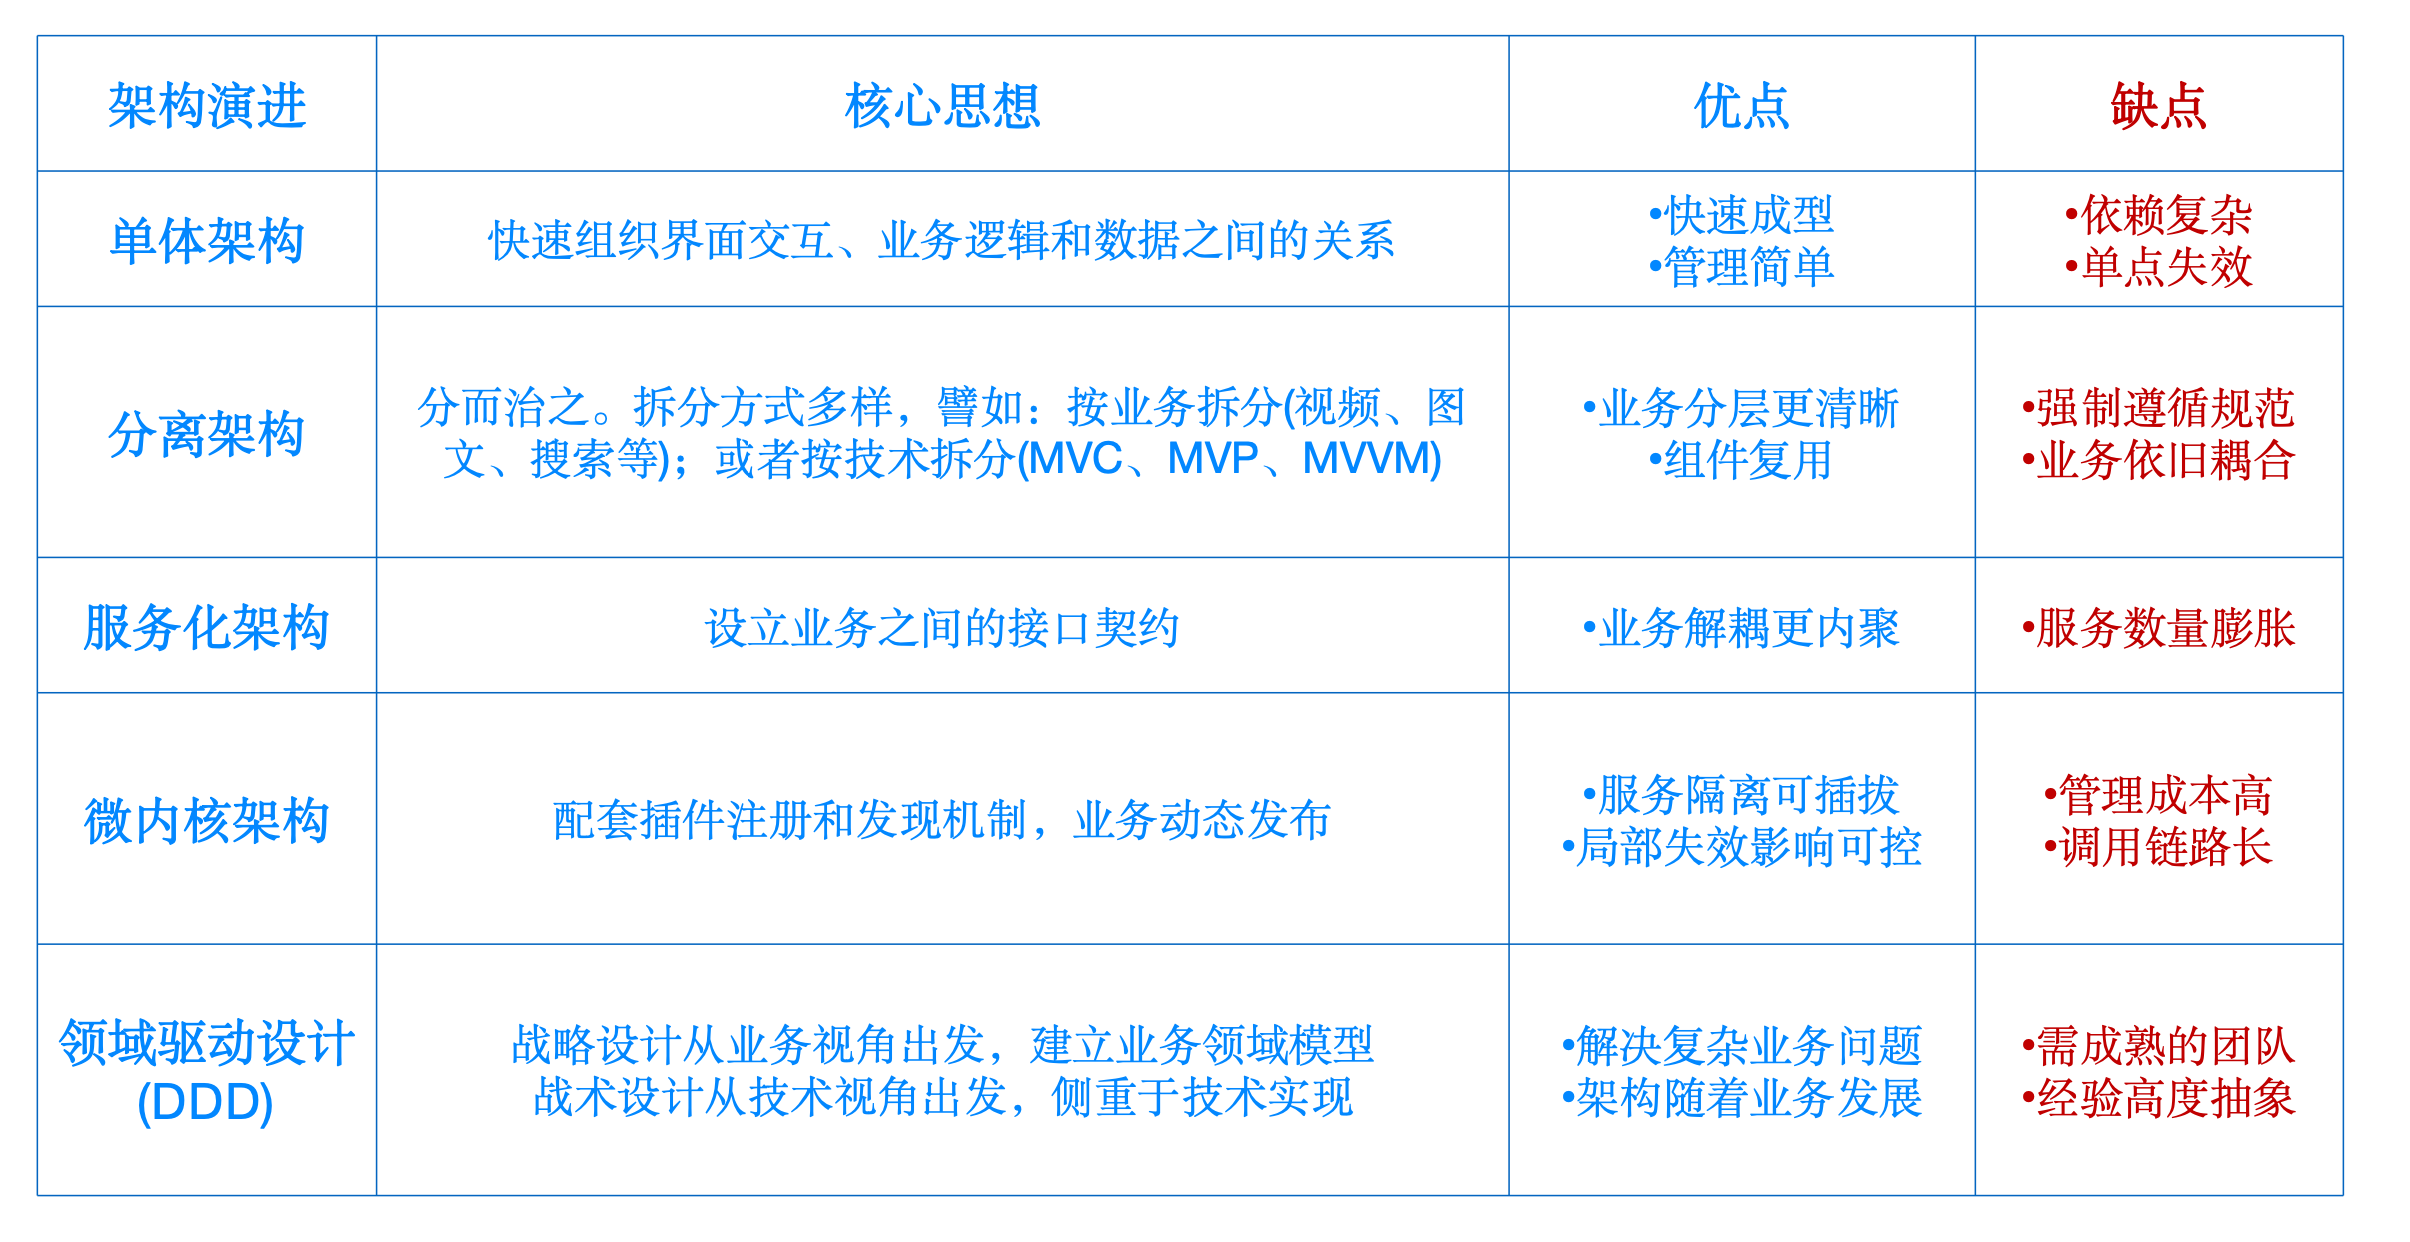 架构演进
核心思想
优点
缺点
单体架构
快速组织界面交互、业务逻辑和数据之间的关系
•快速成型
•管理简单
•依赖复杂
•单点失效
分离架构
分而治之。拆分方式多样，譬如：按业务拆分(视频、图
文、搜索等)；或者按技术拆分(MVC、MVP、MVVM)
•业务分层更清晰
•组件复用
•强制遵循规范
•业务依旧耦合
服务化架构
设立业务之间的接口契约
•业务解耦更内聚
•服务数量膨胀
微内核架构
配套插件注册和发现机制，业务动态发布
•服务隔离可插拔
•局部失效影响可控
•管理成本高
•调用链路长
领域驱动设计
(DDD)
战略设计从业务视角出发，建立业务领域模型
战术设计从技术视角出发，侧重于技术实现
•解决复杂业务问题
•架构随着业务发展
•需成熟的团队
•经验高度抽象